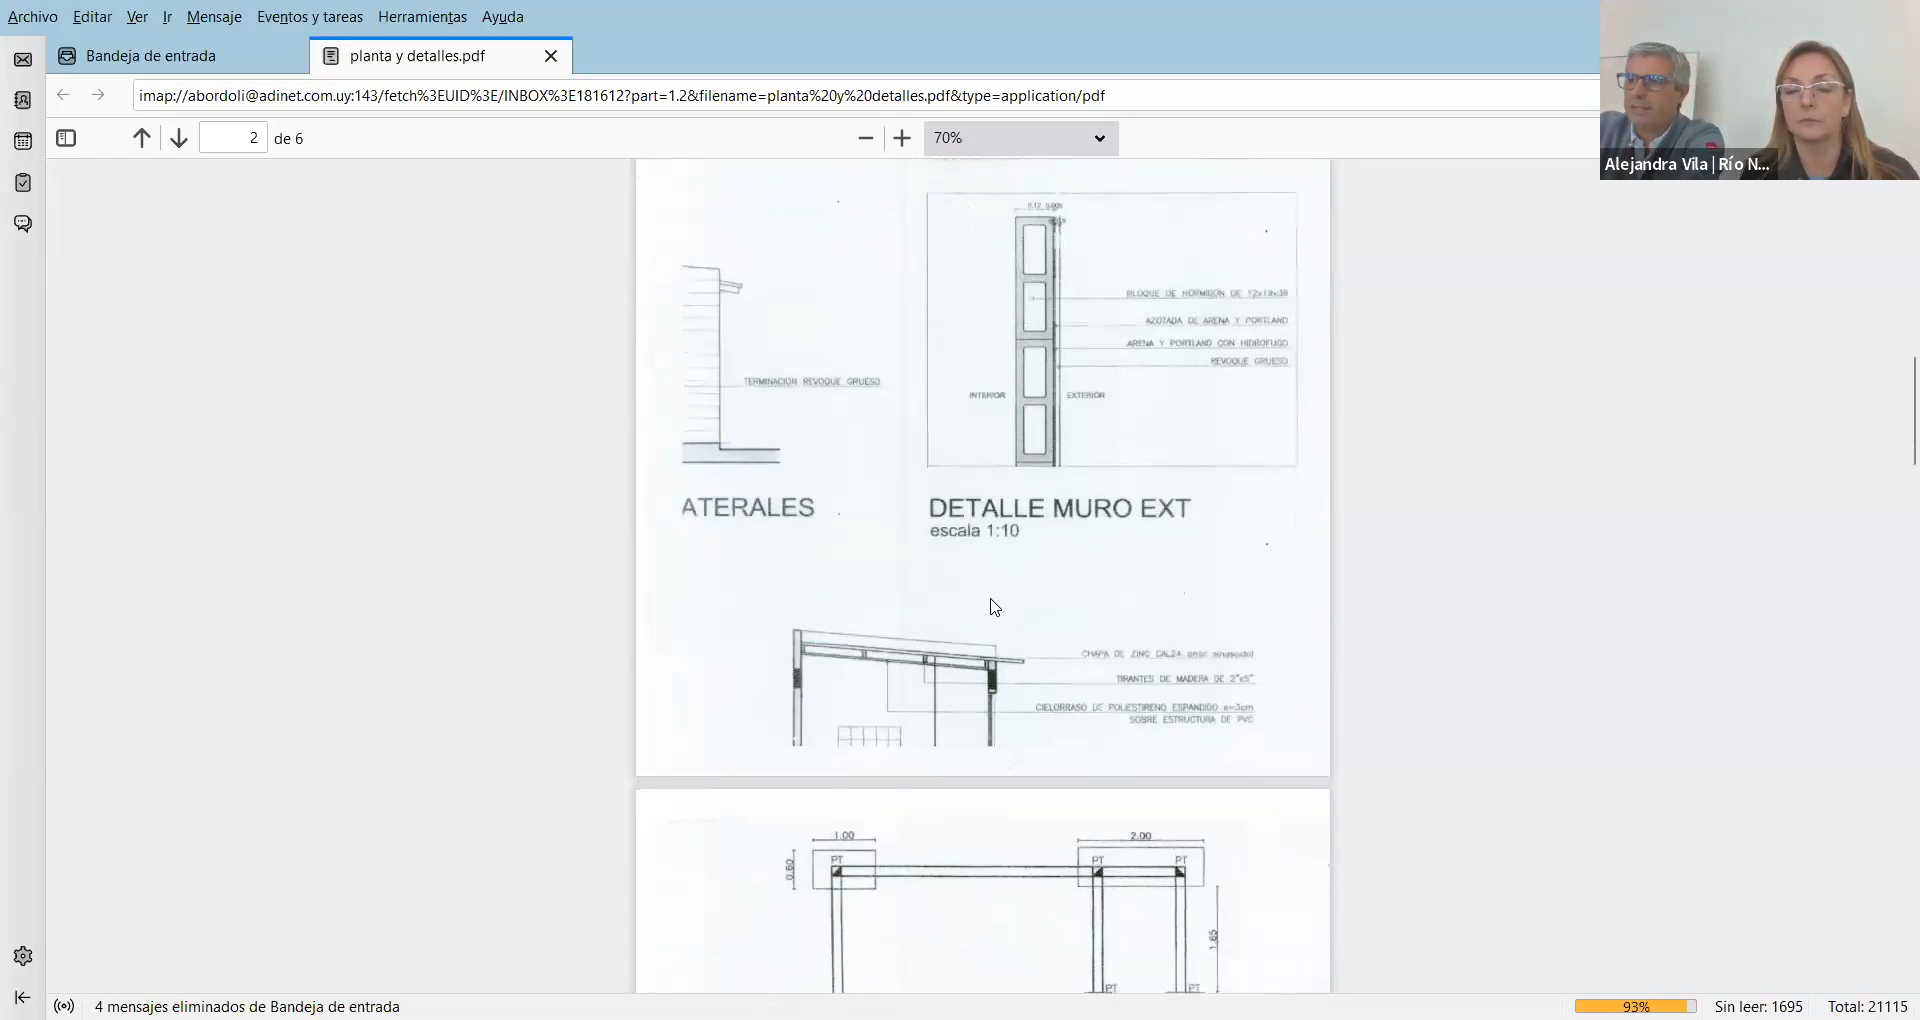 Archivo Editar Ver Ir Mensaje Eventos y tareas Herramientas Ayuda
Bandeja de entrada
planta y detalles.pdf
imap://abordoli@adinet.com.uy:143/fetch%3EUID%3E/INBOX%3E181612?part=1.2&filename=planta%20y%20detalles.pdf&type=application/pdf
2 de 6
70%
Alejandra Vila | Río N...
BLOQUE DE HORMIGON DE
AZOTADA DE ARENA Y PORTLAND
ARENA Y PORTLAND CON HIDROFUGO
REVOQUE GRUESO
TERMINACION REVOQUE GRUESO
INTERIOR
EXTERIOR
ATERALES
DETALLE MURO EXT
escala 1:10
CHAPA DE ZINC CAL24
TIRANTES DE MADERA DE 2"x5"
CIELORRASO DE POLIESTIRENO ESPANDIDO e=3cm
SOBRE ESTRUCTURA DE PVC
1.00
2.00
0.60
PT
PT
PT
1.65
PT
PT
4 mensajes eliminados de Bandeja de entrada
93%
Sin leer: 1695
Total: 21115